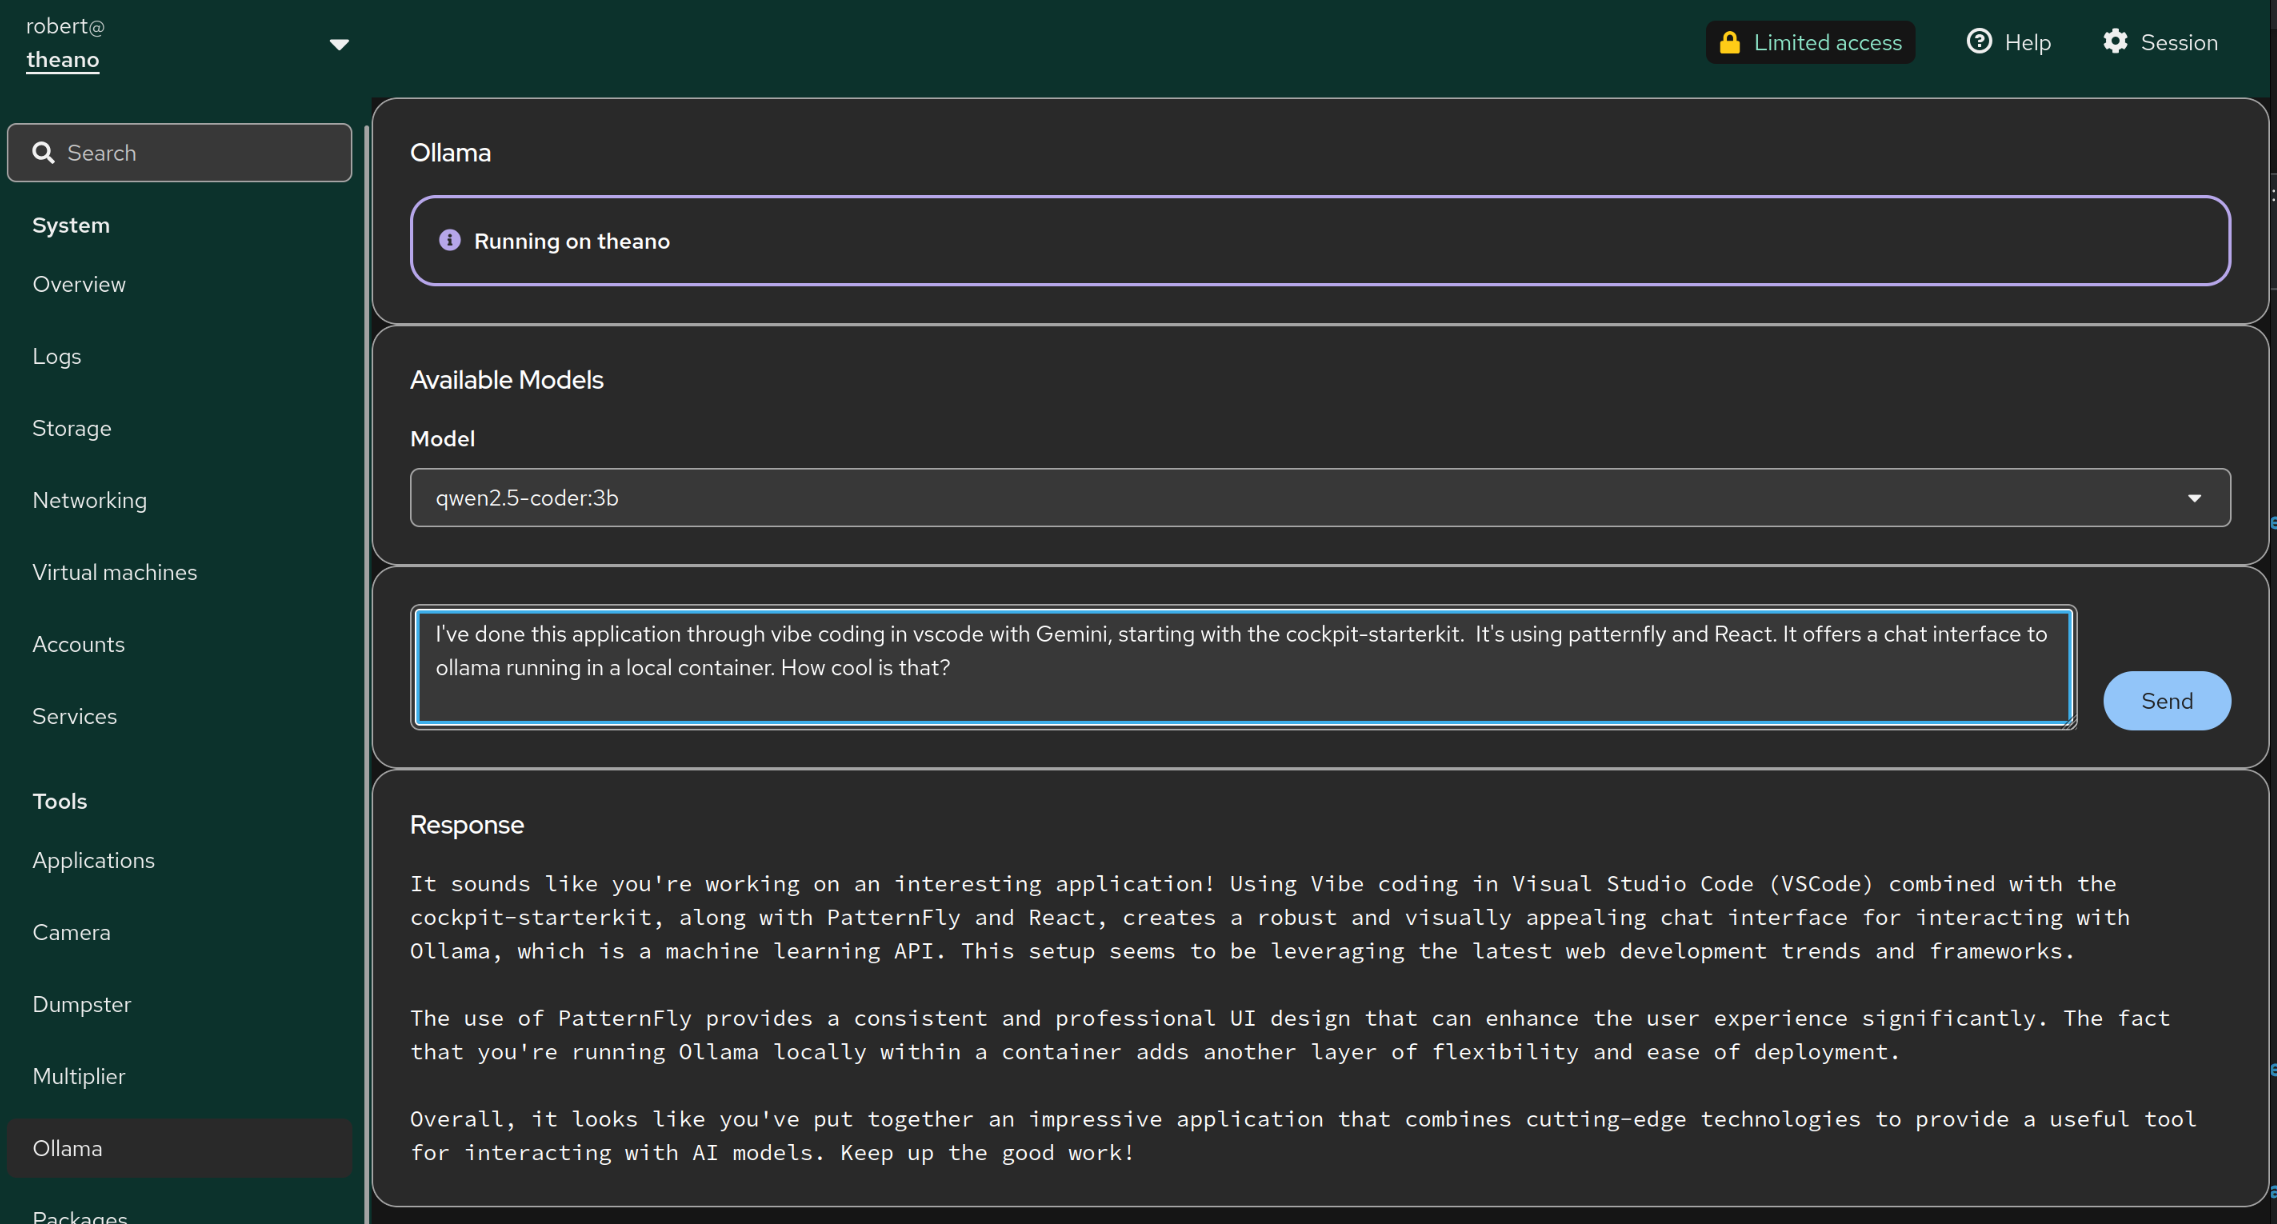 robert@
theano
Limited access
Help
Session
Search
System
Overview
Logs
Storage
Networking
Virtual machines
Accounts
Services
Tools
Applications
Camera
Dumpster
Multiplier
Ollama
Packages
Ollama
Running on theano
Available Models
Model
qwen2.5-coder:3b
I've done this application through vibe coding in vscode with Gemini, starting with the cockpit-starterkit.  It's using patternfly and React. It offers a chat interface to
ollama running in a local container. How cool is that?
Send
Response
It sounds like you're working on an interesting application! Using Vibe coding in Visual Studio Code (VSCode) combined with the
cockpit-starterkit, along with PatternFly and React, creates a robust and visually appealing chat interface for interacting with
Ollama, which is a machine learning API. This setup seems to be leveraging the latest web development trends and frameworks.
The use of PatternFly provides a consistent and professional UI design that can enhance the user experience significantly. The fact
that you're running Ollama locally within a container adds another layer of flexibility and ease of deployment.
Overall, it looks like you've put together an impressive application that combines cutting-edge technologies to provide a useful tool
for interacting with AI models. Keep up the good work!